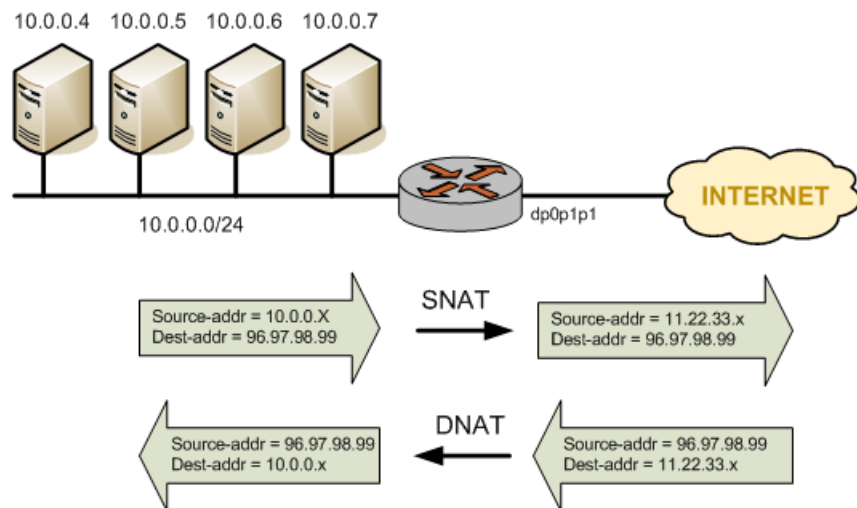 10.0.0.4
10.0.0.5
10.0.0.6
10.0.0.7
10.0.0.0/24
dp0p1p1
INTERNET
Source-addr = 10.0.0.X
Dest-addr = 96.97.98.99
SNAT
Source-addr = 11.22.33.x
Dest-addr = 96.97.98.99
Source-addr = 96.97.98.99
Dest-addr = 10.0.0.x
DNAT
Source-addr = 96.97.98.99
Dest-addr = 11.22.33.x